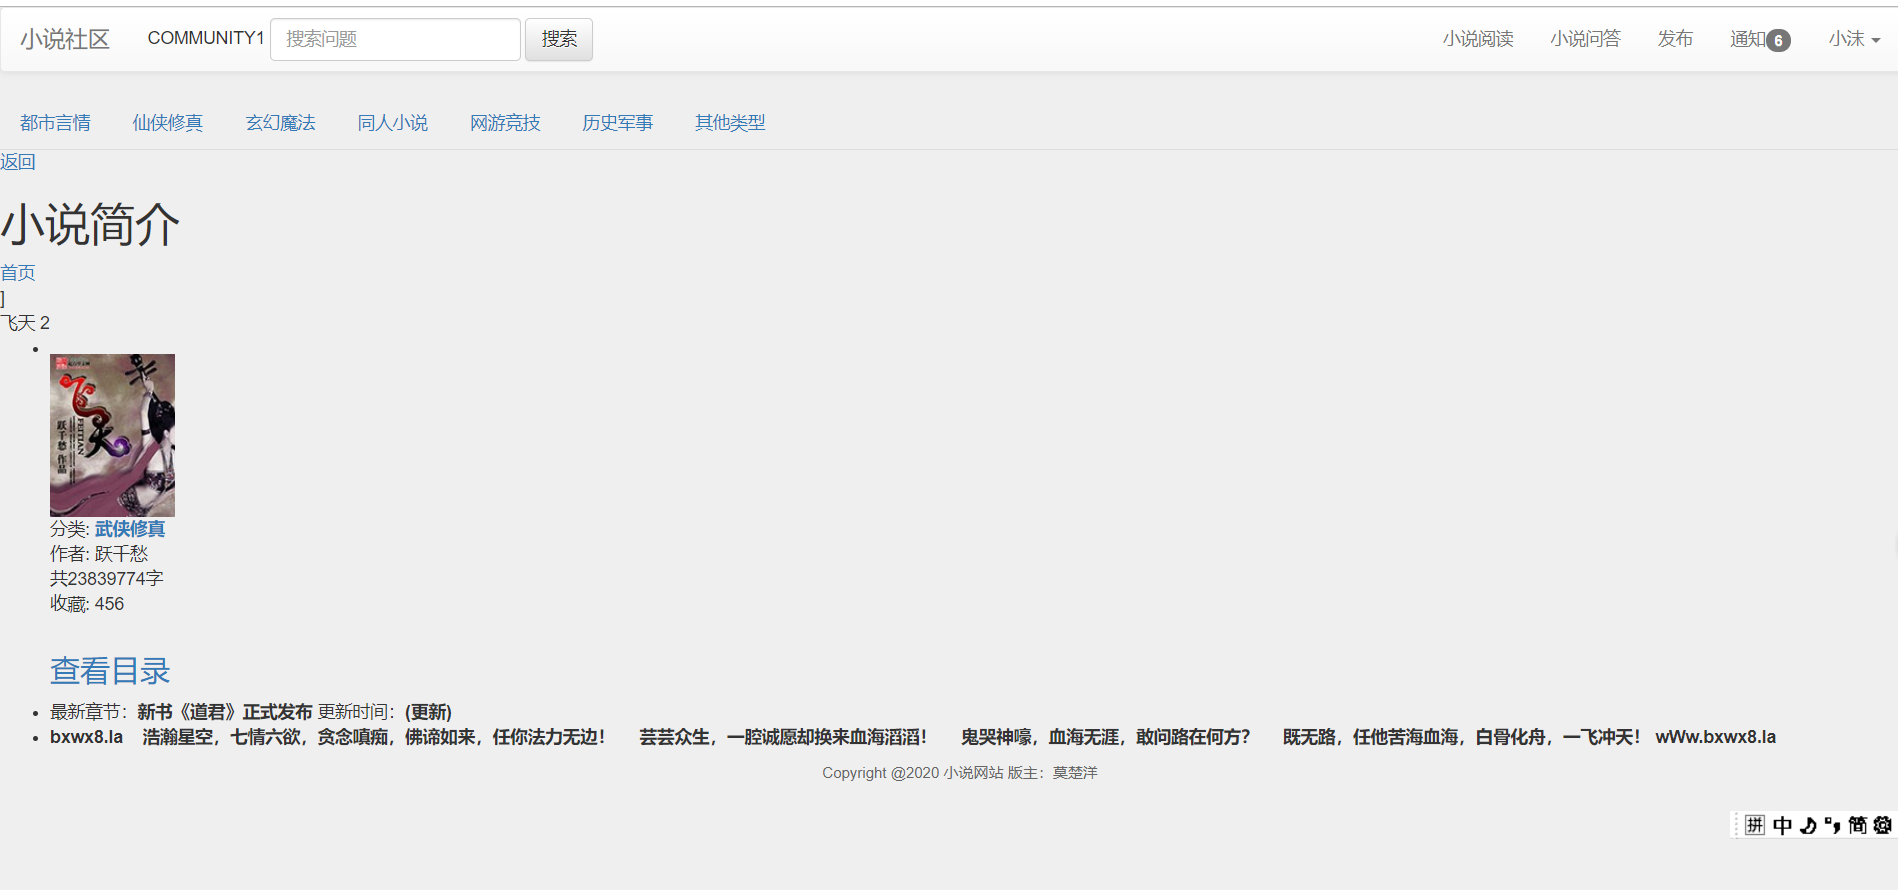 小说社区 COMMUNITY1 搜索问题 搜索 小说阅读 小说问答 发布 通知6 小沫
都市言情 仙侠修真 玄幻魔法 同人小说 网游竞技 历史军事 其他类型
返回
小说简介
首页
]
飞天 2
飞天
FEITIAN
跃千愁 作品
分类: 武侠修真
作者: 跃千愁
共23839774字
收藏: 456
查看目录
最新章节：新书《道君》正式发布 更新时间：(更新)
bxwx8.la 浩瀚星空，七情六欲，贪念嗔痴，佛谛如来，任你法力无边！ 芸芸众生，一腔诚愿却换来血海滔滔！ 鬼哭神嚎，血海无涯，敢问路在何方？ 既无路，任他苦海血海，白骨化舟，一飞冲天！ wWw.bxwx8.la
Copyright @2020 小说网站 版主：莫楚洋
拼 中 简